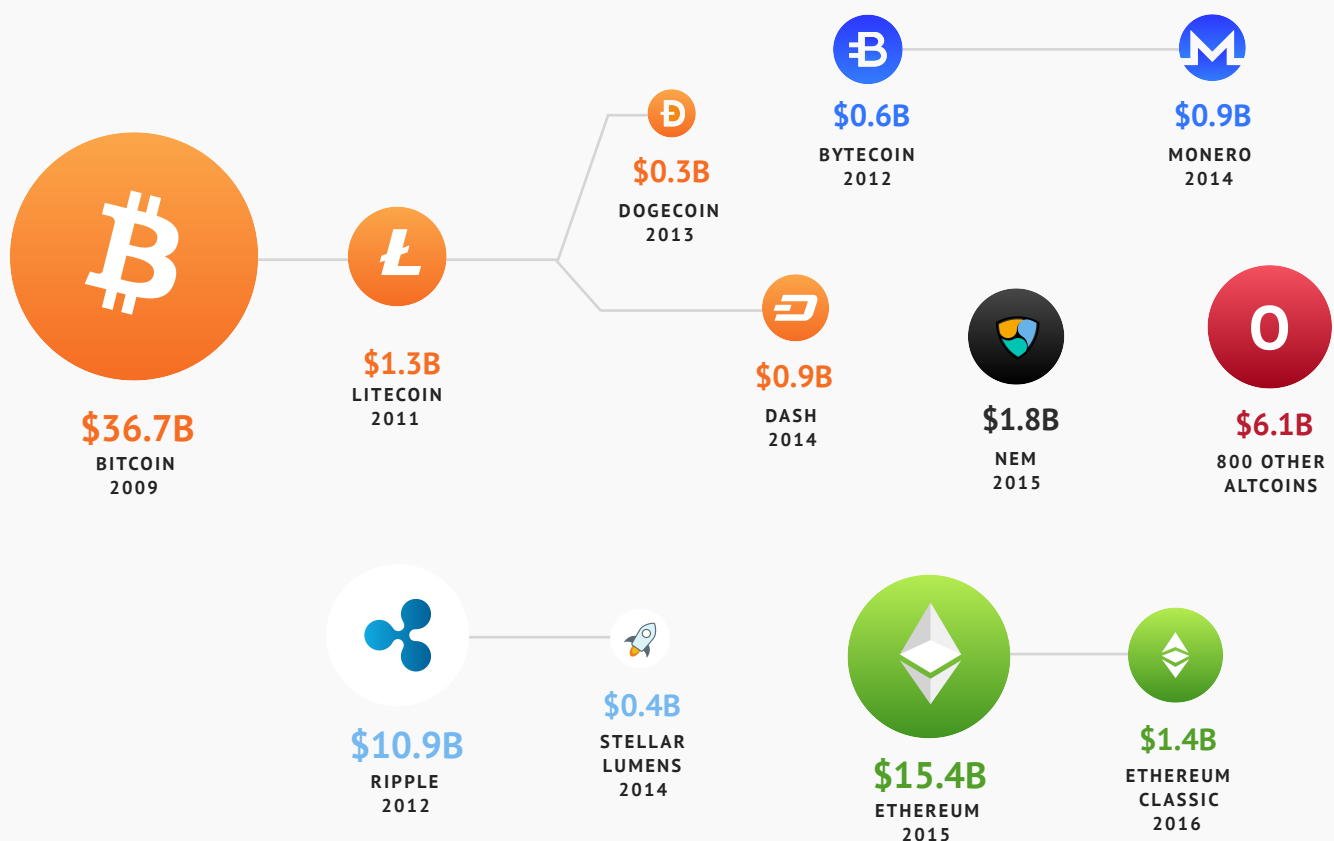 $36.7B
BITCOIN
2009
$1.3B
LITECOIN
2011
$0.3B
DOGECOIN
2013
$0.9B
DASH
2014
$0.6B
BYTECOIN
2012
$0.9B
MONERO
2014
$1.8B
NEM
2015
O
$6.1B
800 OTHER
ALTCOINS
$10.9B
RIPPLE
2012
$0.4B
STELLAR
LUMENS
2014
$15.4B
ETHEREUM
2015
$1.4B
ETHEREUM
CLASSIC
2016